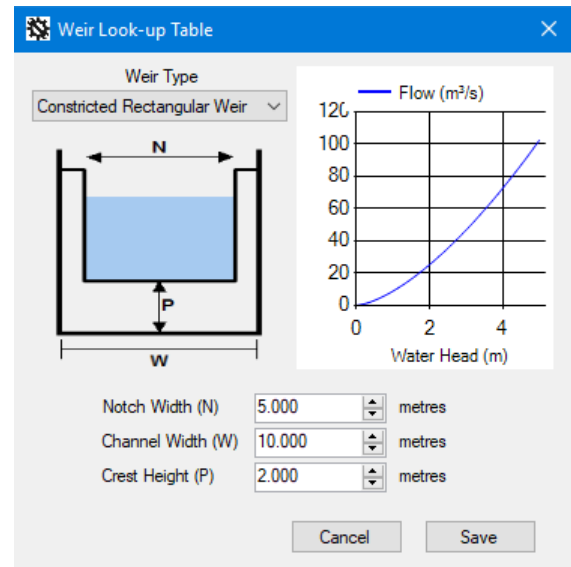 Weir Look-up Table
Weir Type
Constricted Rectangular Weir
N
P
W
Flow (m³/s)
120
100
80
60
40
20
0
0 2 4
Water Head (m)
Notch Width (N) 5.000 metres
Channel Width (W) 10.000 metres
Crest Height (P) 2.000 metres
Cancel Save